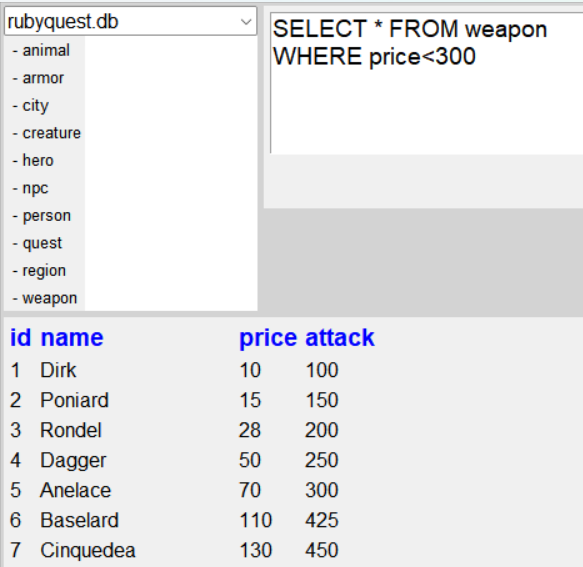 rubyquest.db
- animal
- armor
- city
- creature
- hero
- npc
- person
- quest
- region
- weapon
SELECT * FROM weapon
WHERE price<300
id name price attack
1 Dirk 10 100
2 Poniard 15 150
3 Rondel 28 200
4 Dagger 50 250
5 Anelace 70 300
6 Baselard 110 425
7 Cinquedea 130 450